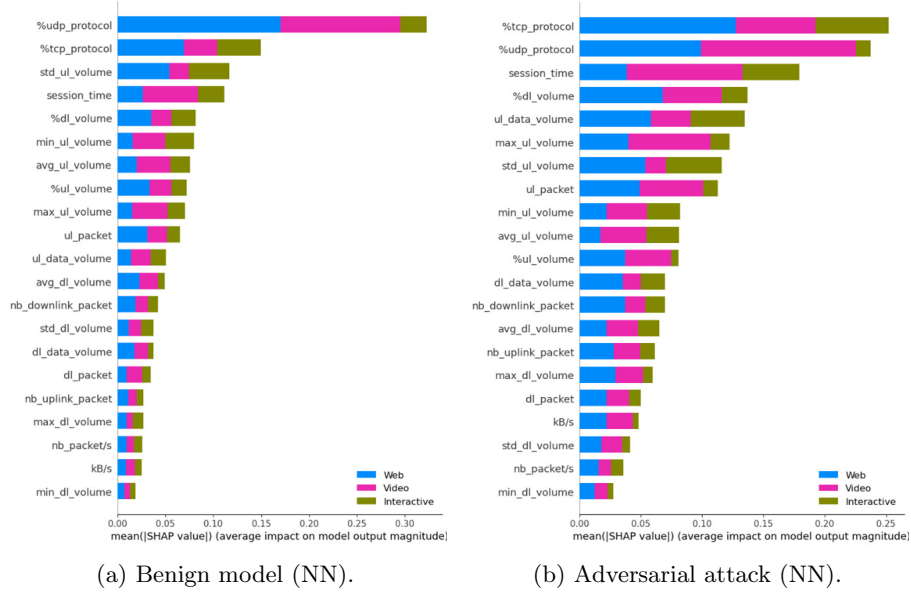 %udp_protocol
%tcp_protocol
std_ul_volume
session_time
%dl_volume
min_ul_volume
avg_ul_volume
%ul_volume
max_ul_volume
ul_packet
ul_data_volume
avg_dl_volume
nb_downlink_packet
std_dl_volume
dl_data_volume
dl_packet
nb_uplink_packet
max_dl_volume
nb_packet/s
kB/s
min_dl_volume
Web
Video
Interactive
0.00 0.05 0.10 0.15 0.20 0.25 0.30
mean(|SHAP value|) (average impact on model output magnitude)
(a) Benign model (NN).
%tcp_protocol
%udp_protocol
session_time
%dl_volume
ul_data_volume
max_ul_volume
std_ul_volume
ul_packet
min_ul_volume
avg_ul_volume
%ul_volume
dl_data_volume
nb_downlink_packet
avg_dl_volume
nb_uplink_packet
max_dl_volume
dl_packet
kB/s
std_dl_volume
nb_packet/s
min_dl_volume
Web
Video
Interactive
0.00 0.05 0.10 0.15 0.20 0.25
mean(|SHAP value|) (average impact on model output magnitude)
(b) Adversarial attack (NN).